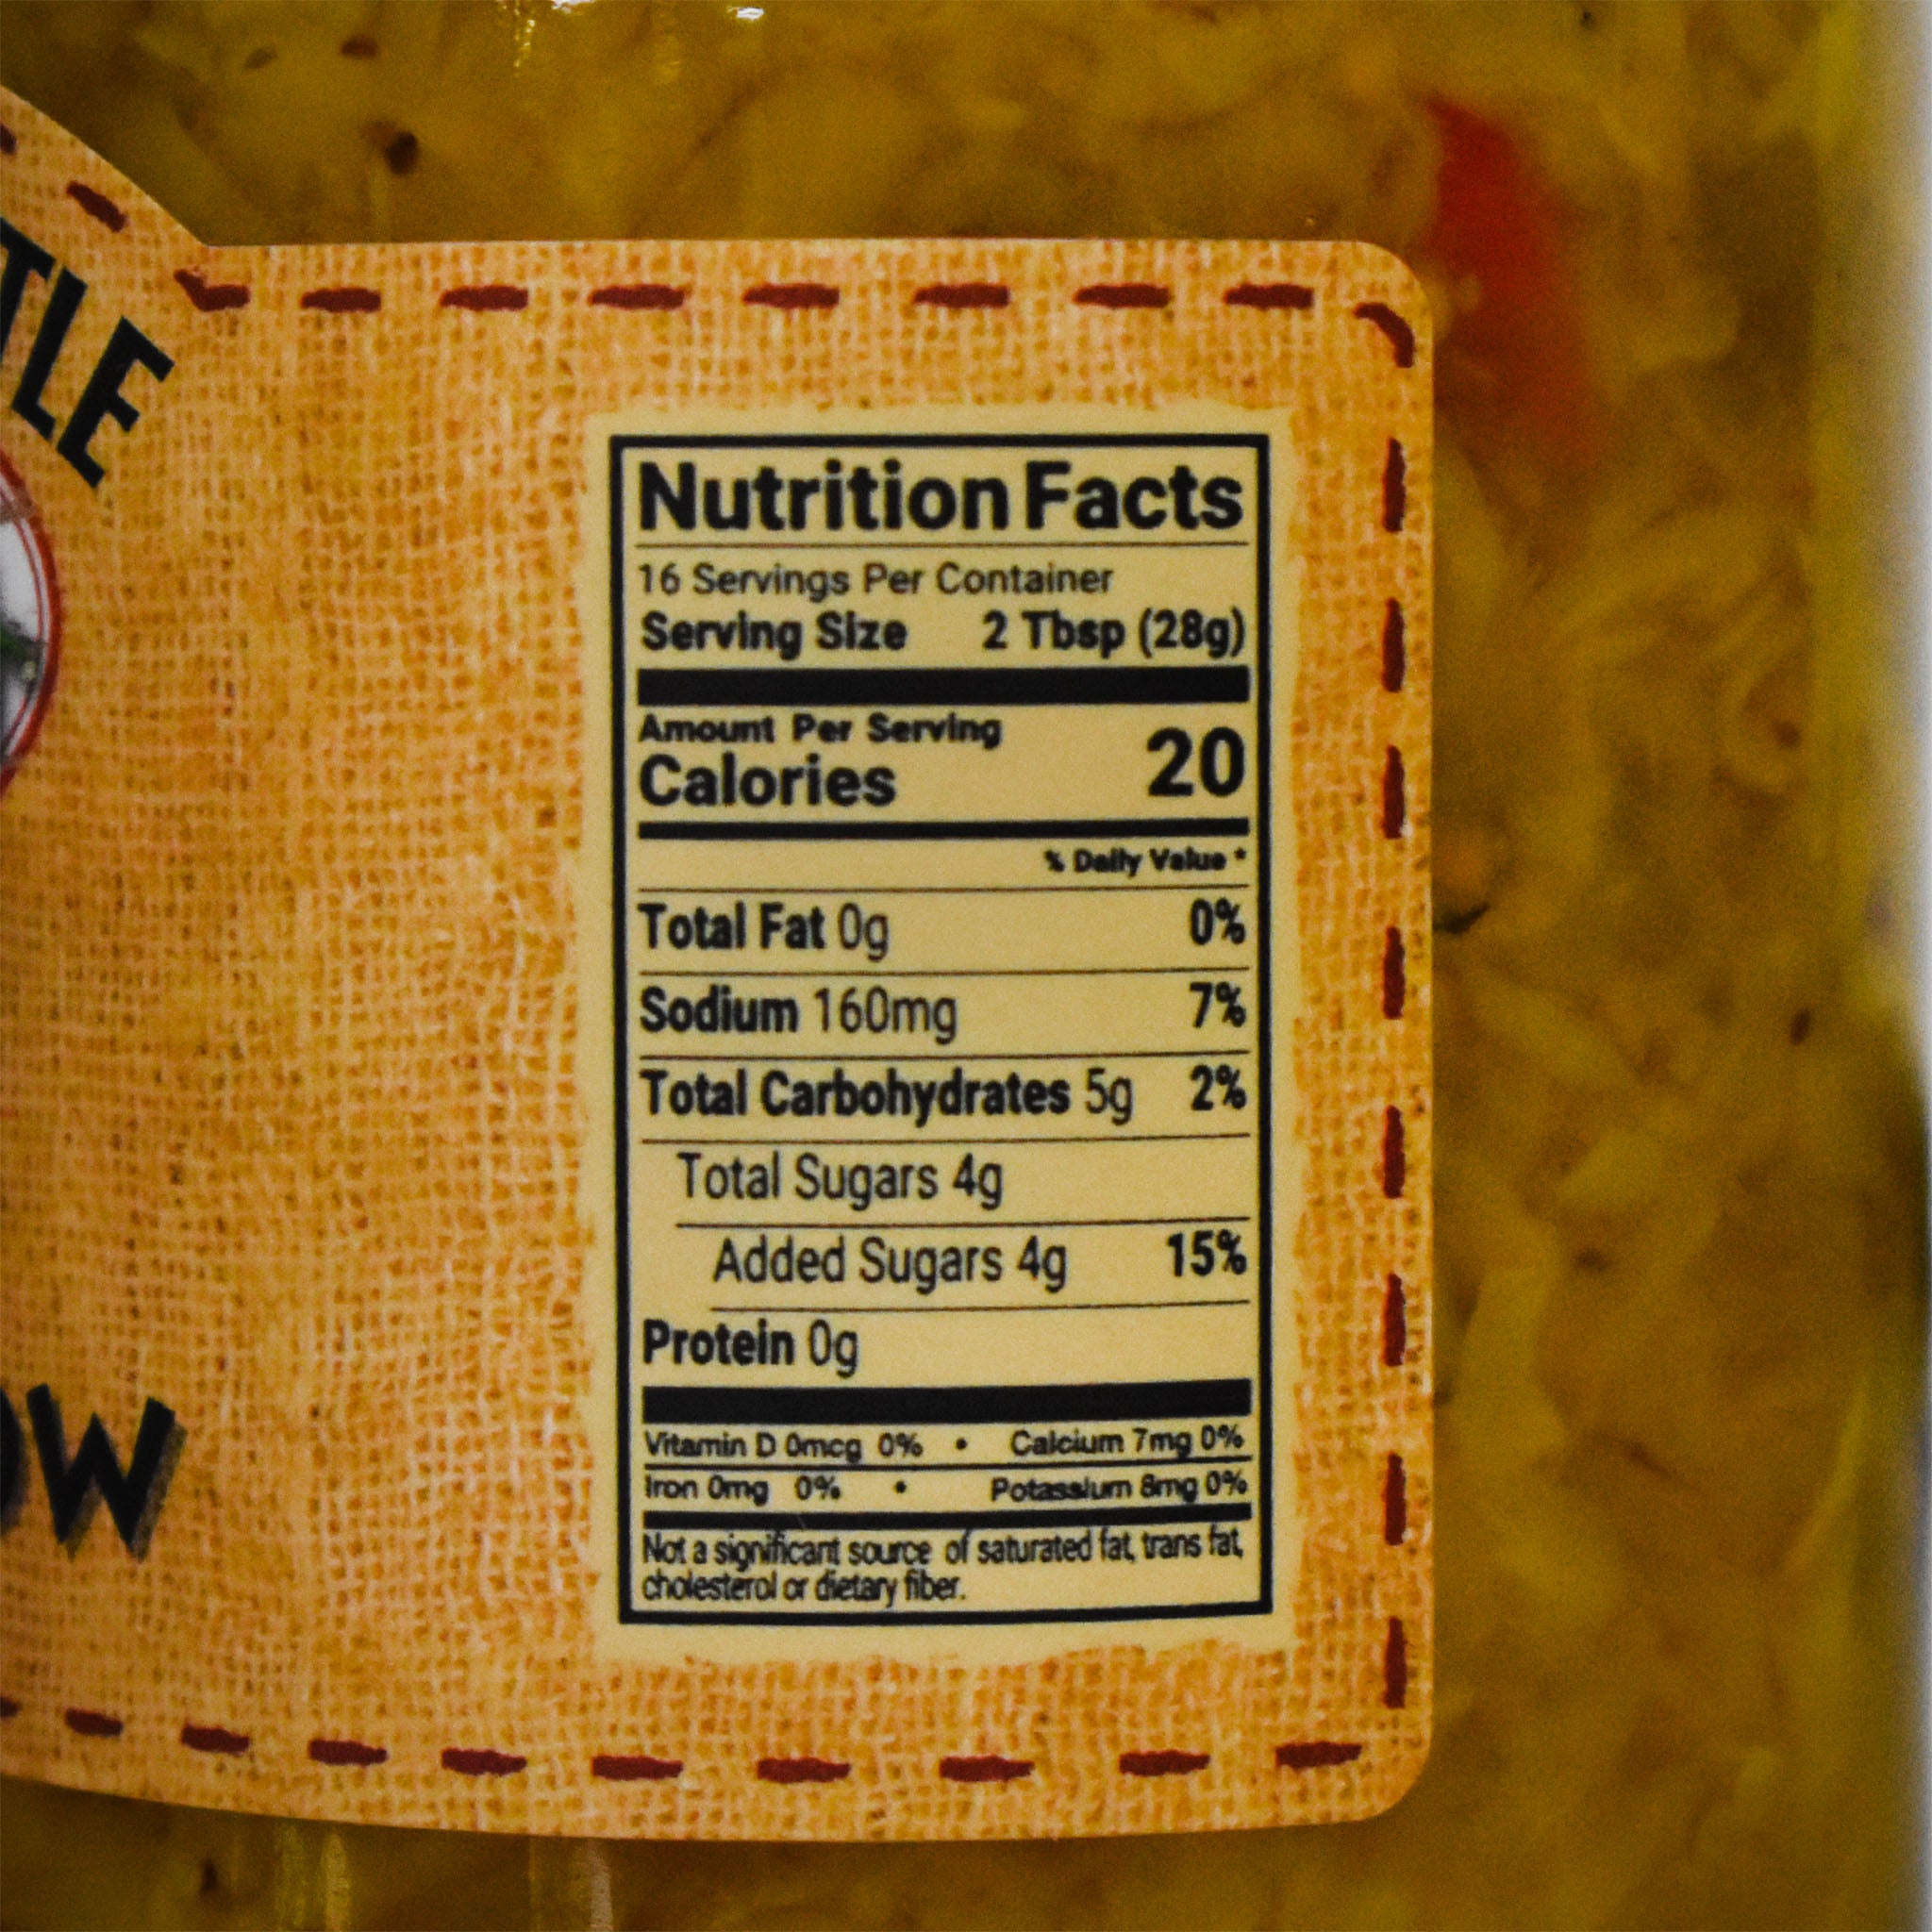 TLE
Nutrition Facts
16 Servings Per Container
Serving Size 2 Tbsp (28g)
Amount Per Serving
Calories 20
% Daily Value *
Total Fat 0g 0%
Sodium 160mg 7%
Total Carbohydrates 5g 2%
Total Sugars 4g
Added Sugars 4g 15%
Protein 0g
OW
Vitamin D 0mcg 0% • Calcium 7mg 0%
Iron 0mg 0% • Potassium 8mg 0%
Not a significant source of saturated fat, trans fat,
cholesterol or dietary fiber.